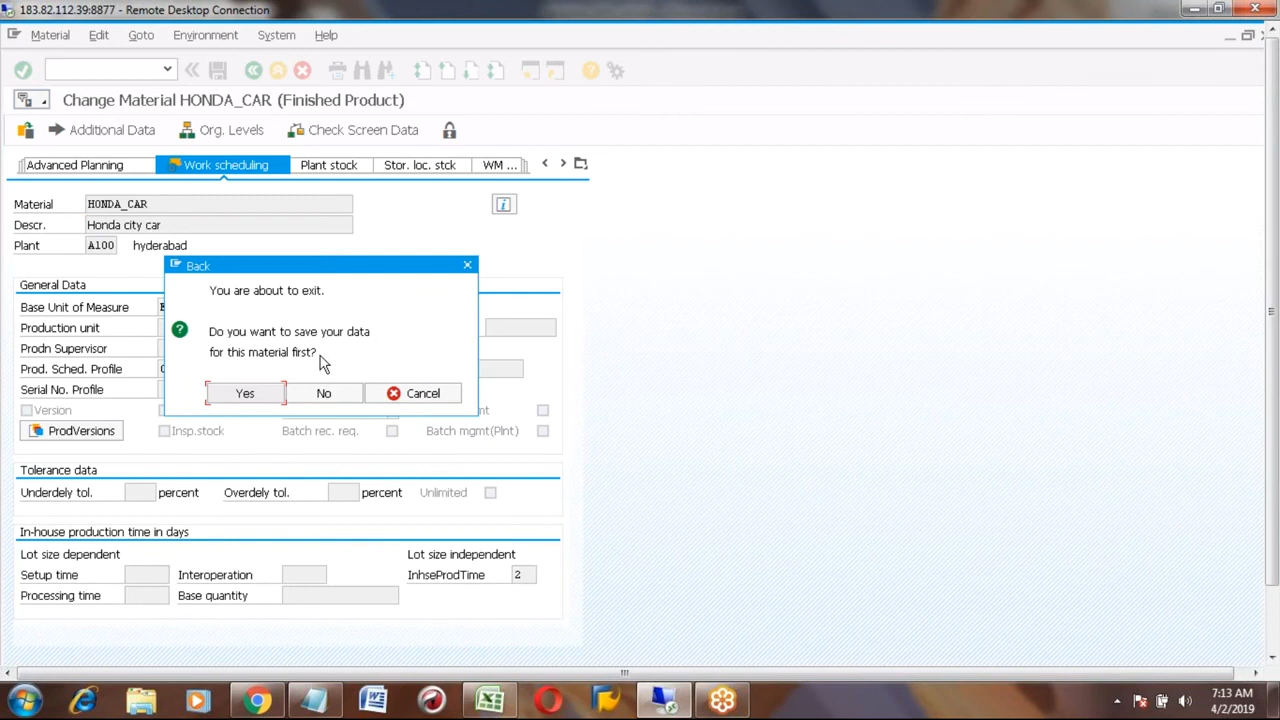 183.82.112.39:8877 - Remote Desktop Connection
Material Edit Goto Environment System Help
Change Material HONDA_CAR (Finished Product)
Additional Data Org. Levels Check Screen Data
Advanced Planning Work scheduling Plant stock Stor. loc. stck WM ...
Material HONDA_CAR
Descr. Honda city car
Plant A100 hyderabad
Back
You are about to exit.
Do you want to save your data
for this material first?
Yes No Cancel
General Data
Base Unit of Measure
Production unit
Prodn Supervisor
Prod. Sched. Profile
Serial No. Profile
Version
ProdVersions Insp.stock Batch rec. req. Batch mgmt(Plnt)
Tolerance data
Underdely tol. percent Overdely tol. percent Unlimited
In-house production time in days
Lot size dependent Lot size independent
Setup time Interoperation InhseProdTime 2
Processing time Base quantity
7:13 AM
4/2/2019